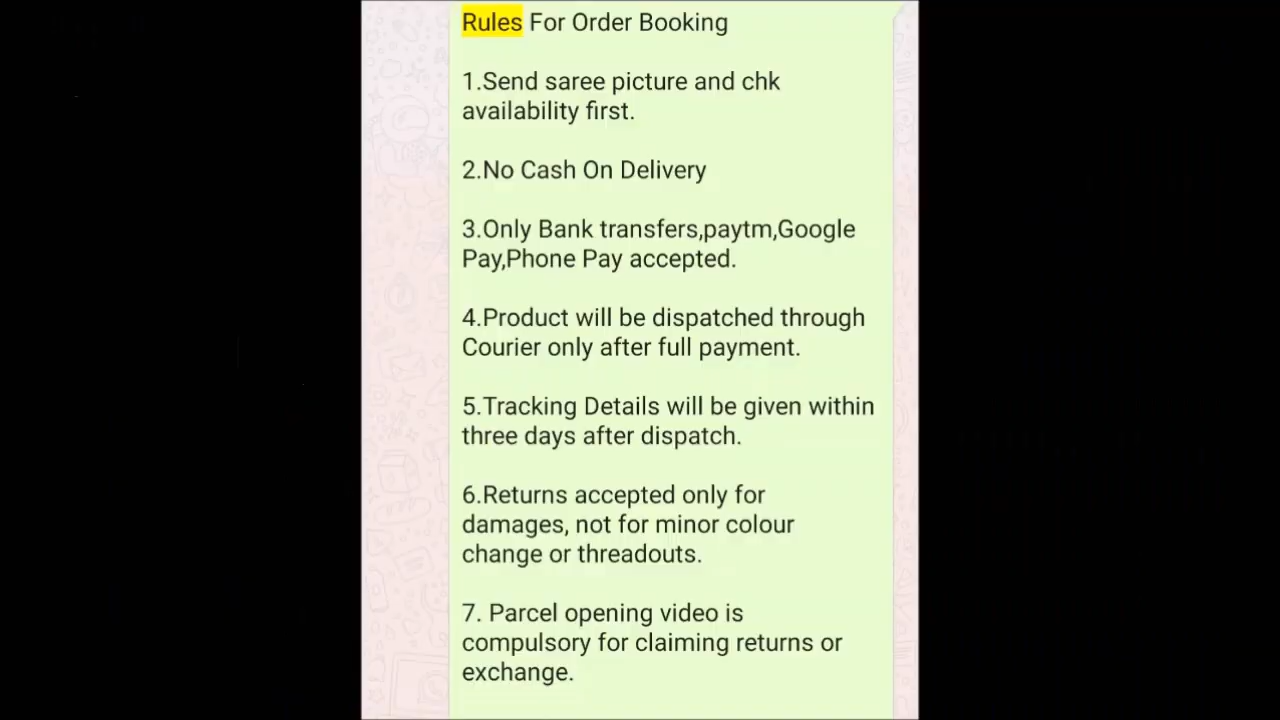 Rules For Order Booking
1.Send saree picture and chk
availability first.
2.No Cash On Delivery
3.Only Bank transfers,paytm,Google
Pay,Phone Pay accepted.
4.Product will be dispatched through
Courier only after full payment.
5.Tracking Details will be given within
three days after dispatch.
6.Returns accepted only for
damages, not for minor colour
change or threadouts.
7. Parcel opening video is
compulsory for claiming returns or
exchange.